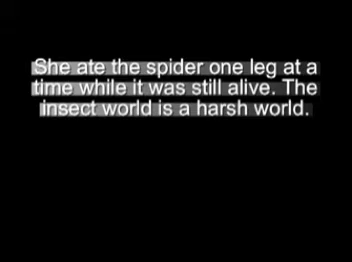 She ate the spider one leg at a
time while it was still alive. The
insect world is a harsh world.